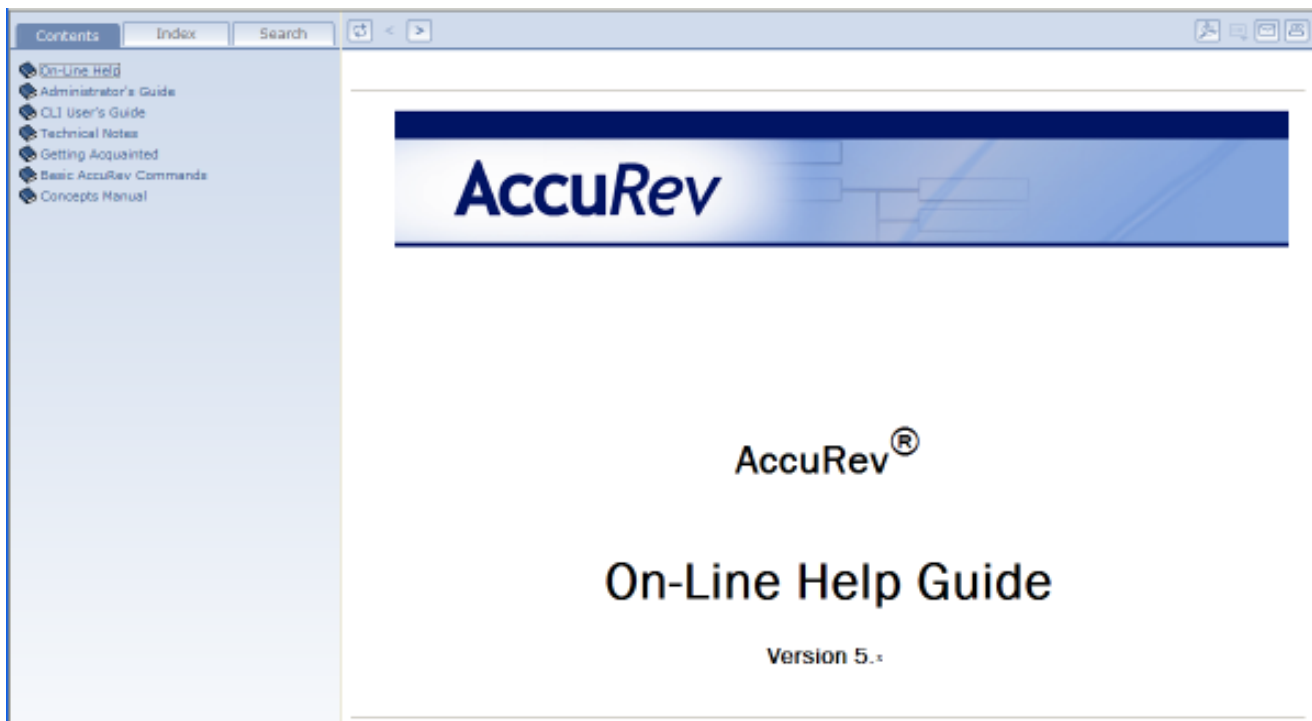 Contents Index Search
On-Line Help
Administrator's Guide
CLI User's Guide
Technical Notes
Getting Acquainted
Basic AccuRev Commands
Concepts Manual
AccuRev
AccuRev®
On-Line Help Guide
Version 5.x